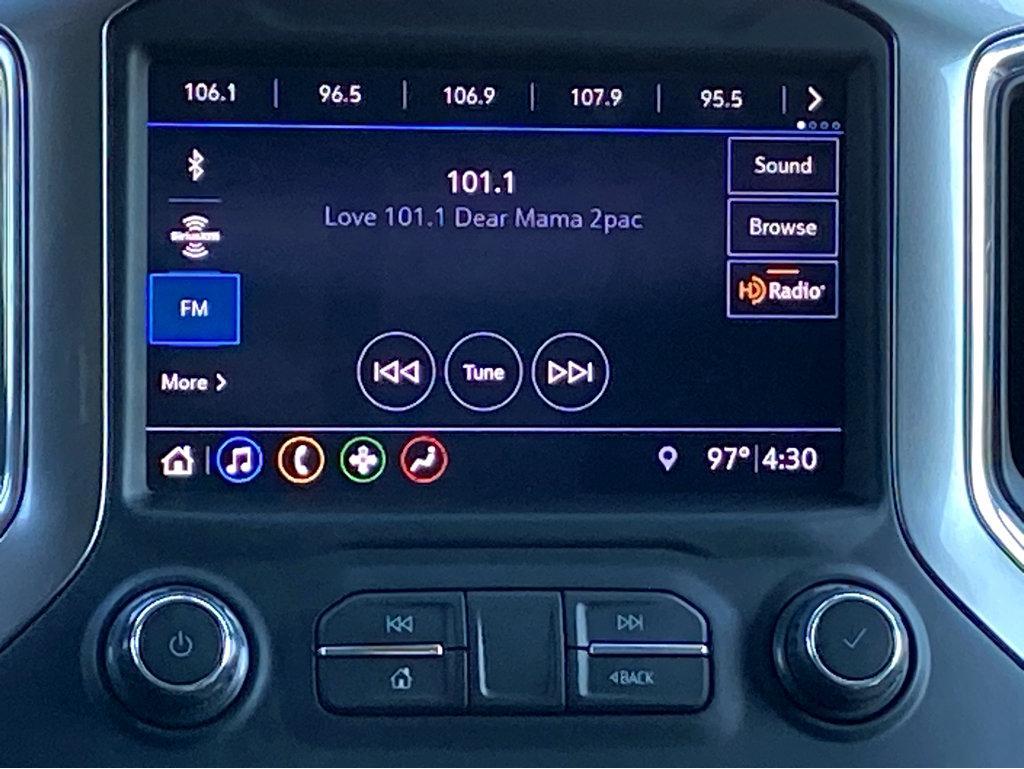 106.1 | 96.5 | 106.9 | 107.9 | 95.5
101.1
Love 101.1 Dear Mama 2pac
Sound
Browse
SiriusXM
HD Radio
FM
Tune
More
97° 4:30
BACK